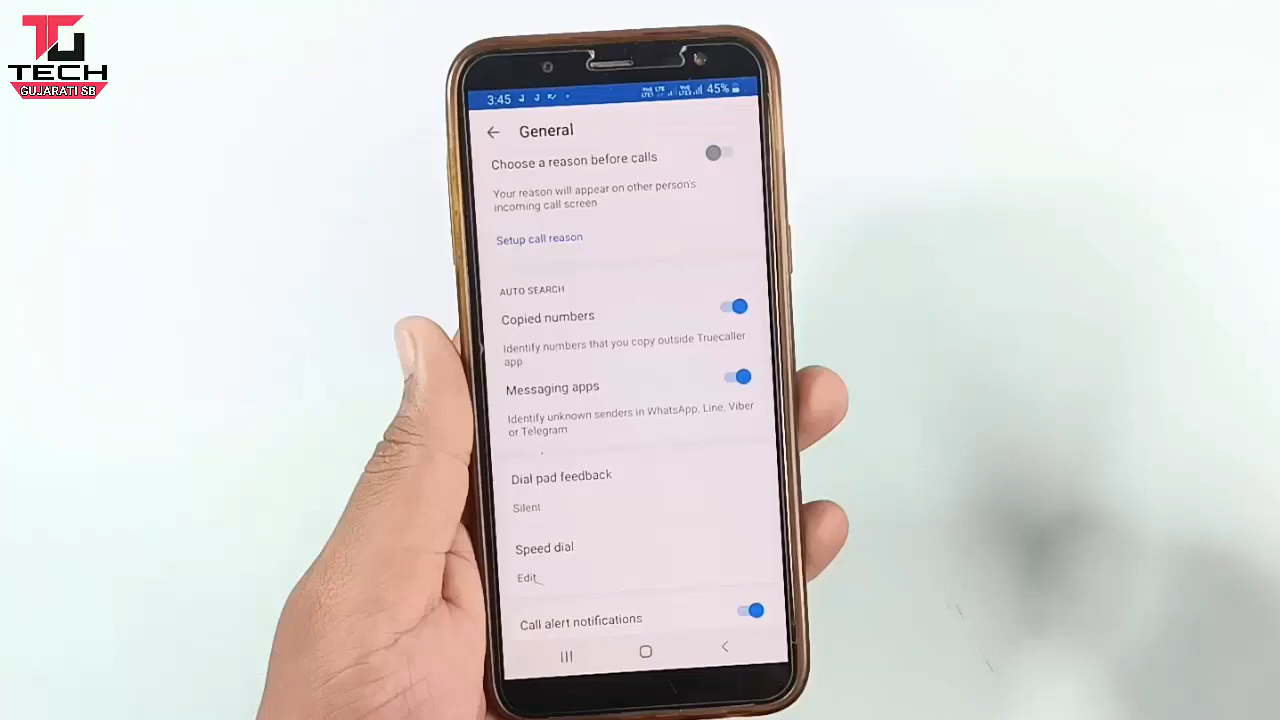 TECH
GUJARATI SB
3:45
45%
General
Choose a reason before calls
Your reason will appear on other person's
incoming call screen
Setup call reason
AUTO SEARCH
Copied numbers
Identify numbers that you copy outside Truecaller
app
Messaging apps
Identify unknown senders in WhatsApp, Line, Viber
or Telegram
Dial pad feedback
Silent
Speed dial
Edit
Call alert notifications